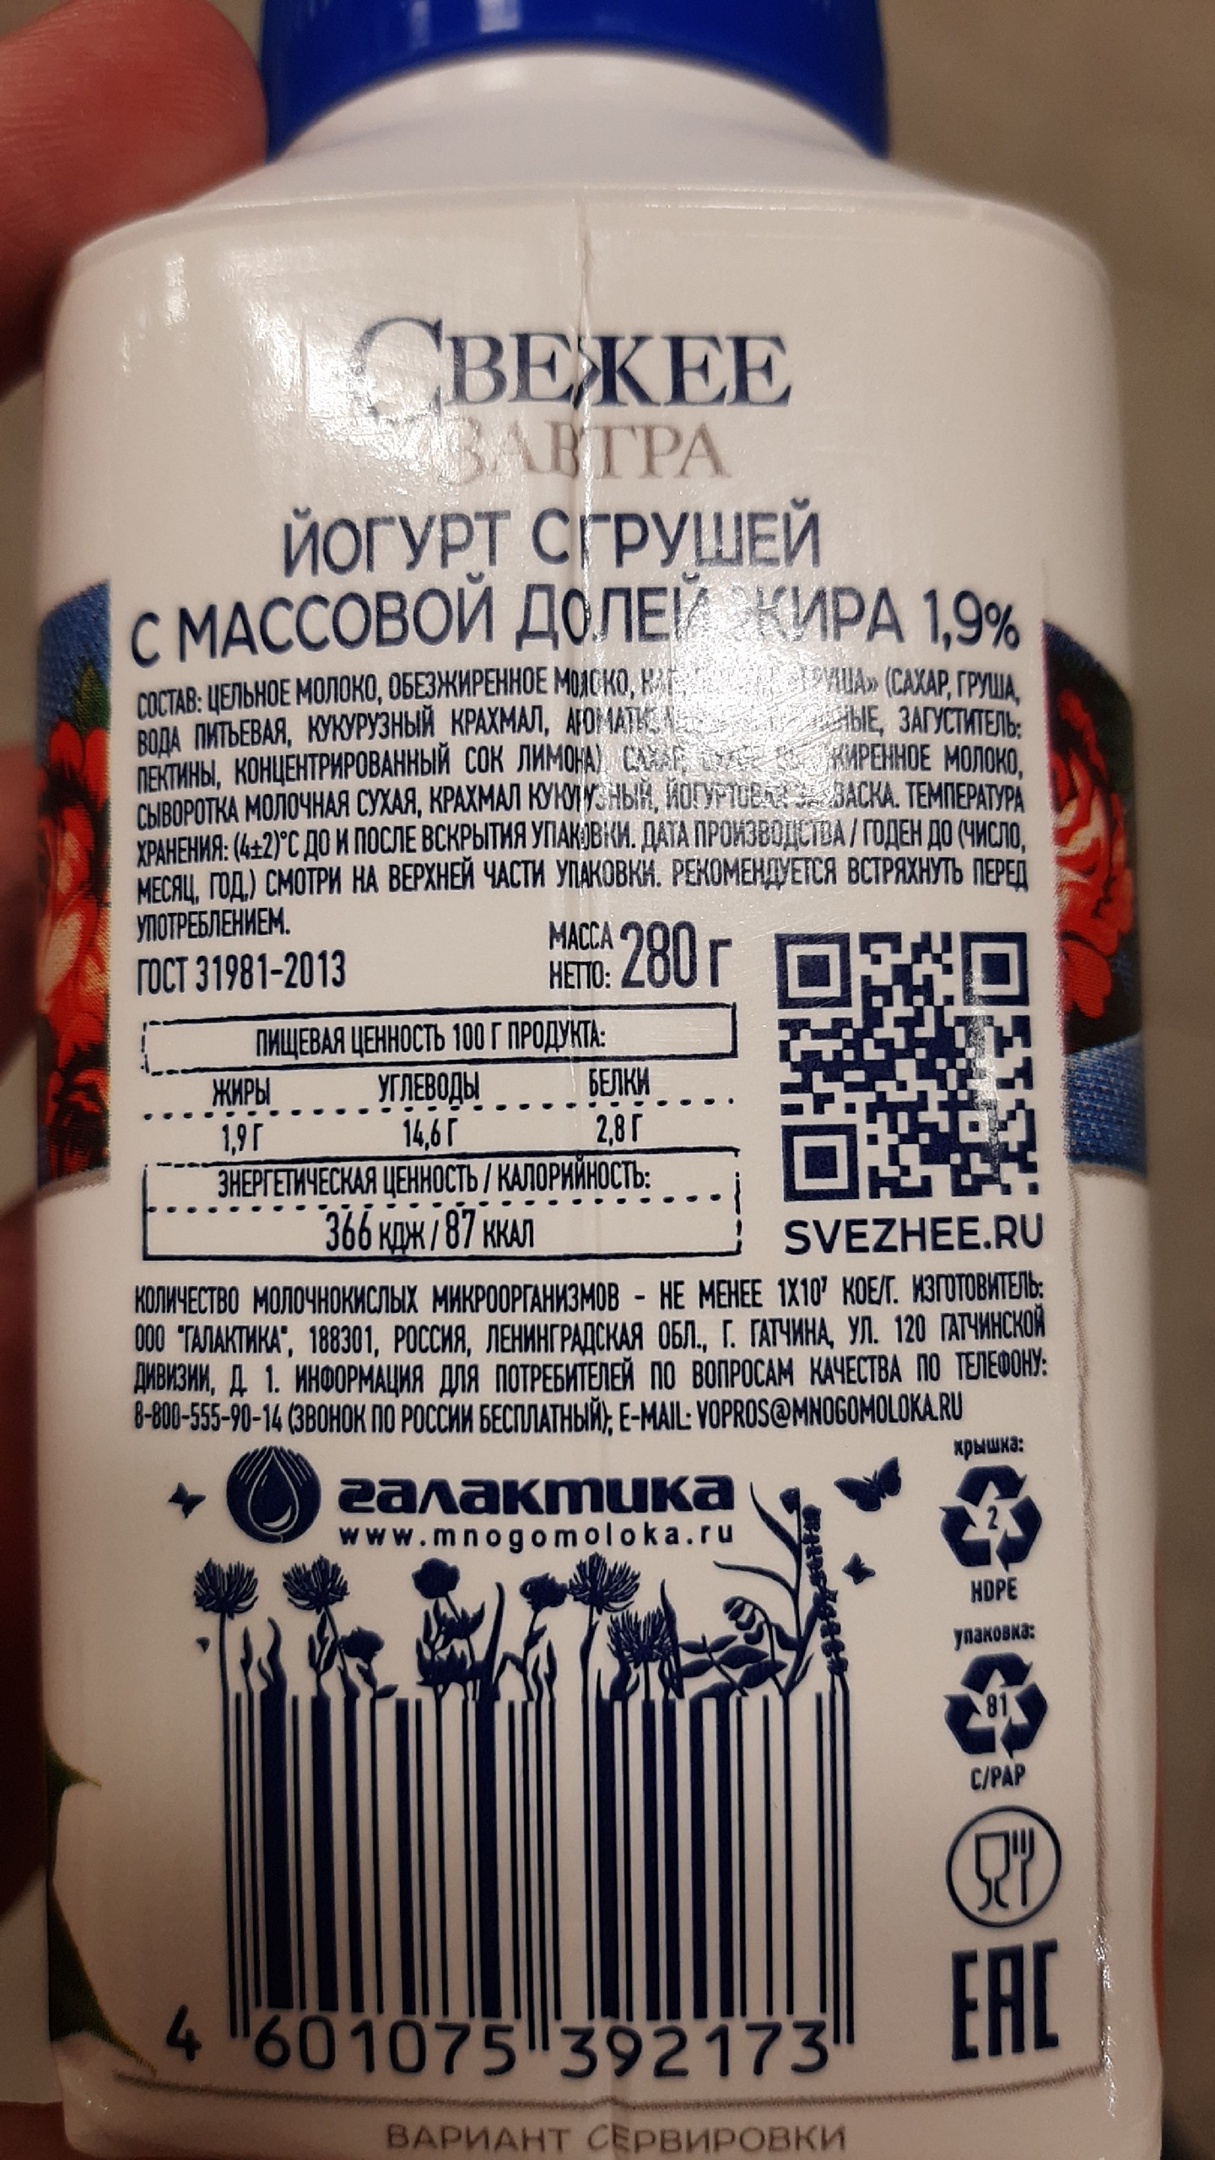 СВЕЖЕЕ
ЗАВТРА
ЙОГУРТ С ГРУШЕЙ
С МАССОВОЙ ДОЛЕЙ ЖИРА 1,9%
СОСТАВ: ЦЕЛЬНОЕ МОЛОКО, ОБЕЗЖИРЕННОЕ МОЛОКО, «ГРУША» (САХАР, ГРУША,
ВОДА ПИТЬЕВАЯ, КУКУРУЗНЫЙ КРАХМАЛ, ЗАГУСТИТЕЛЬ:
ПЕКТИНЫ, КОНЦЕНТРИРОВАННЫЙ СОК ЛИМОНА), САХАР, МОЛОКО,
СЫВОРОТКА МОЛОЧНАЯ СУХАЯ, КРАХМАЛ КУКУРУЗНЫЙ, ЙОГУРТОВАЯ ЗАКВАСКА. ТЕМПЕРАТУРА
ХРАНЕНИЯ: (4±2)°С ДО И ПОСЛЕ ВСКРЫТИЯ УПАКОВКИ. ДАТА ПРОИЗВОДСТВА / ГОДЕН ДО (ЧИСЛО,
МЕСЯЦ, ГОД,) СМОТРИ НА ВЕРХНЕЙ ЧАСТИ УПАКОВКИ. РЕКОМЕНДУЕТСЯ ВСТРЯХНУТЬ ПЕРЕД
УПОТРЕБЛЕНИЕМ.
ГОСТ 31981-2013
МАССА
НЕТТО: 280 г
ПИЩЕВАЯ ЦЕННОСТЬ 100 Г ПРОДУКТА:
ЖИРЫ УГЛЕВОДЫ БЕЛКИ
1,9 Г 14,6 Г 2,8 Г
ЭНЕРГЕТИЧЕСКАЯ ЦЕННОСТЬ / КАЛОРИЙНОСТЬ:
366 КДЖ / 87 ККАЛ
SVEZHEE.RU
КОЛИЧЕСТВО МОЛОЧНОКИСЛЫХ МИКРООРГАНИЗМОВ - НЕ МЕНЕЕ 1Х10⁷ КОЕ/Г. ИЗГОТОВИТЕЛЬ:
ООО "ГАЛАКТИКА", 188301, РОССИЯ, ЛЕНИНГРАДСКАЯ ОБЛ., Г. ГАТЧИНА, УЛ. 120 ГАТЧИНСКОЙ
ДИВИЗИИ, Д. 1. ИНФОРМАЦИЯ ДЛЯ ПОТРЕБИТЕЛЕЙ ПО ВОПРОСАМ КАЧЕСТВА ПО ТЕЛЕФОНУ:
8-800-555-90-14 (ЗВОНОК ПО РОССИИ БЕСПЛАТНЫЙ); E-MAIL: VOPROS@MNOGOMOLOKA.RU
галактика
www.mnogomoloka.ru
крышка:
2
HDPE
упаковка:
81
C/PAP
EAC
4 601075 392173
ВАРИАНТ СЕРВИРОВКИ